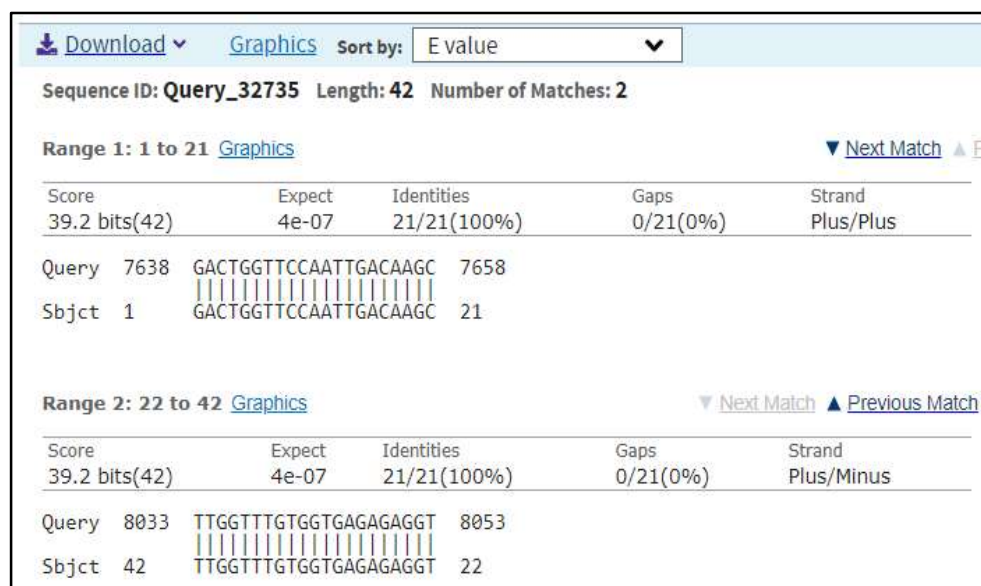 Download Graphics Sort by: E value
Sequence ID: Query_32735 Length: 42 Number of Matches: 2
Range 1: 1 to 21 Graphics Next Match
Score Expect Identities Gaps Strand
39.2 bits(42) 4e-07 21/21(100%) 0/21(0%) Plus/Plus
Query 7638 GACTGGTTCCAATTGACAAGC 7658
|||||||||||||||||||||
Sbjct 1 GACTGGTTCCAATTGACAAGC 21
Range 2: 22 to 42 Graphics Next Match Previous Match
Score Expect Identities Gaps Strand
39.2 bits(42) 4e-07 21/21(100%) 0/21(0%) Plus/Minus
Query 8033 TTGGTTTGTGGTGAGAGAGGT 8053
|||||||||||||||||||||
Sbjct 42 TTGGTTTGTGGTGAGAGAGGT 22